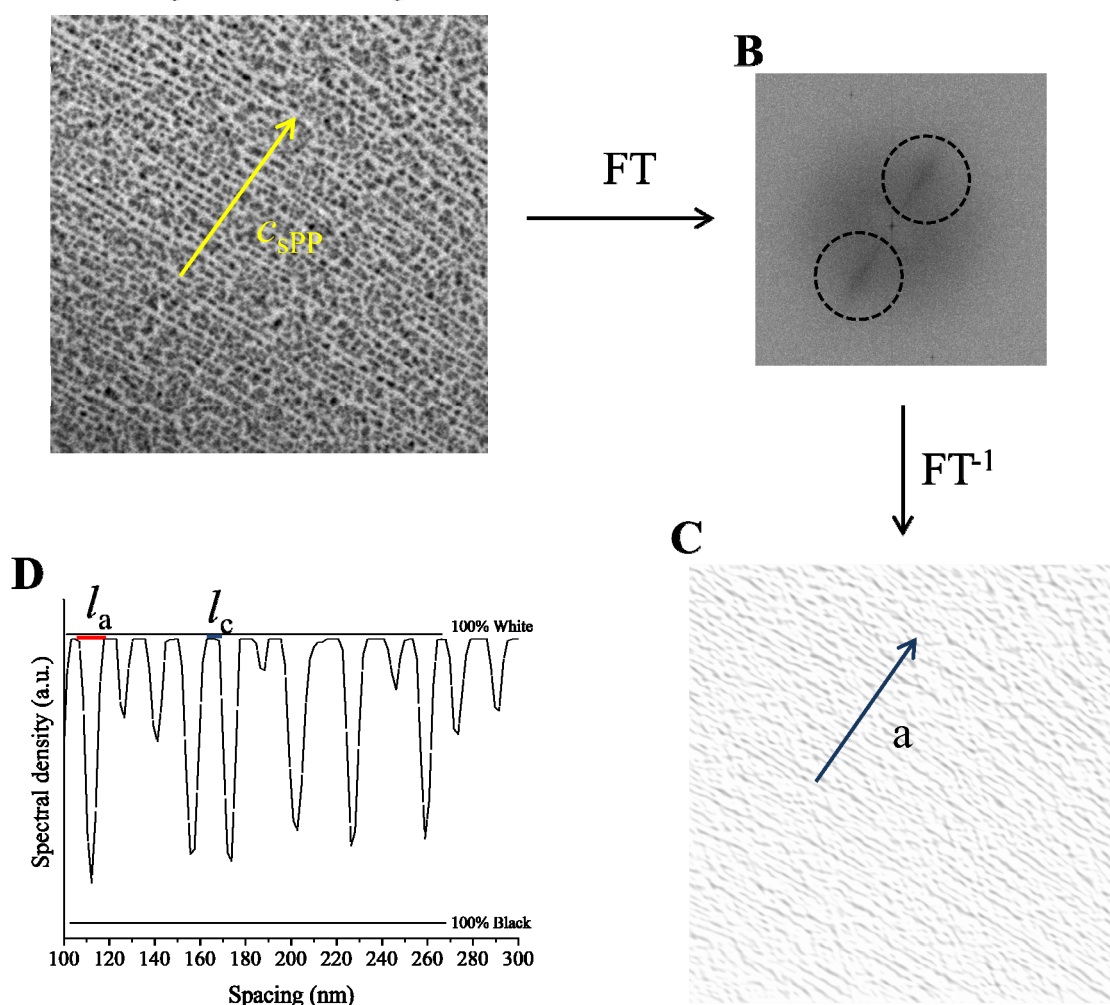 B
FT
c_sPP
FT-1
C
D
l_a
l_c
100% White
a
Spectral density (a.u.)
100% Black
100 120 140 160 180 200 220 240 260 280 300
Spacing (nm)